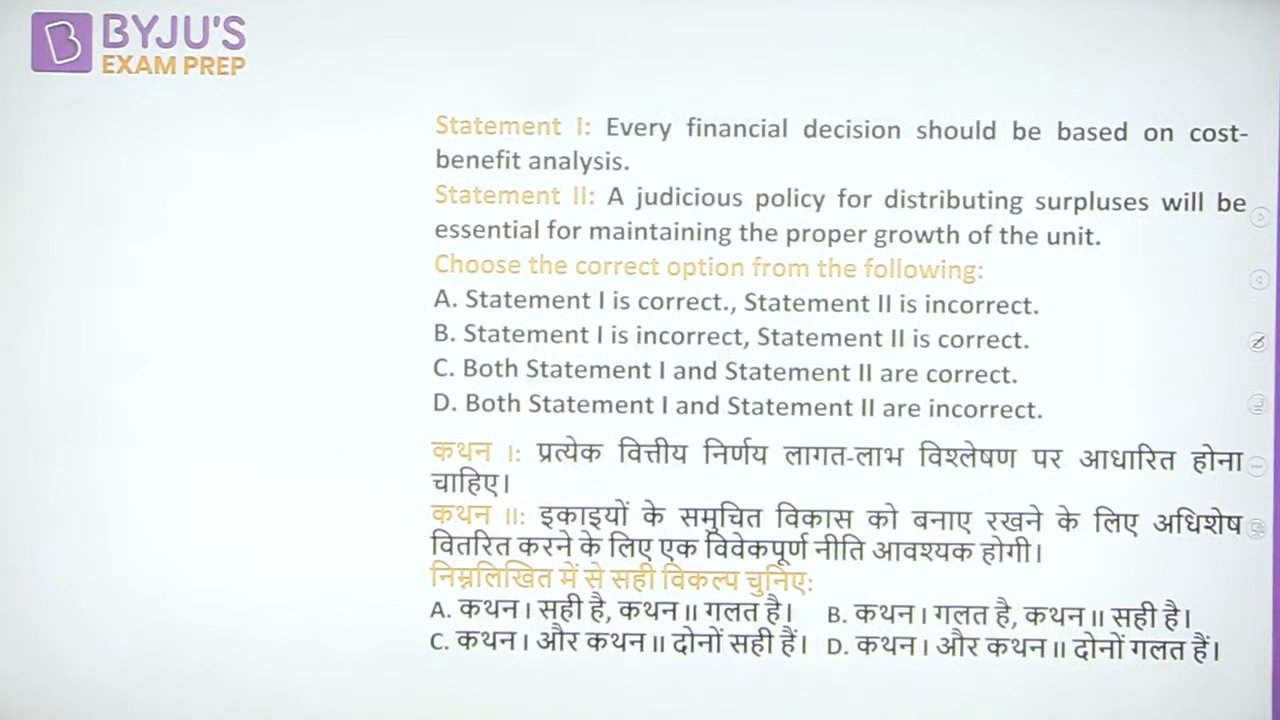 BYJU'S
EXAM PREP
Statement I: Every financial decision should be based on cost-
benefit analysis.
Statement II: A judicious policy for distributing surpluses will be
essential for maintaining the proper growth of the unit.
Choose the correct option from the following:
A. Statement I is correct., Statement II is incorrect.
B. Statement I is incorrect, Statement II is correct.
C. Both Statement I and Statement II are correct.
D. Both Statement I and Statement II are incorrect.
कथन I: प्रत्येक वित्तीय निर्णय लागत-लाभ विश्लेषण पर आधारित होना
चाहिए।
कथन II: इकाइयों के समुचित विकास को बनाए रखने के लिए अधिशेष
वितरित करने के लिए एक विवेकपूर्ण नीति आवश्यक होगी।
निम्नलिखित में से सही विकल्प चुनिए:
A. कथन I सही है, कथन II गलत है। B. कथन I गलत है, कथन II सही है।
C. कथन I और कथन II दोनों सही हैं। D. कथन I और कथन II दोनों गलत हैं।